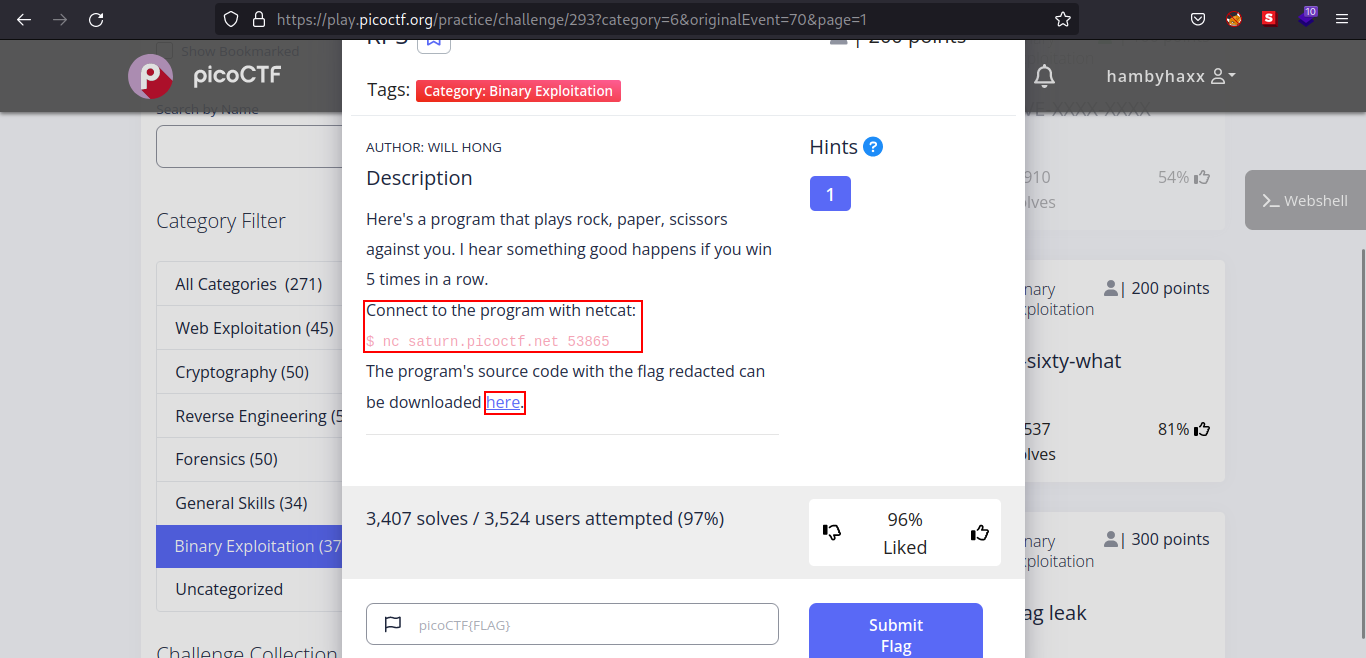 https://play.picoctf.org/practice/challenge/293?category=6&originalEvent=70&page=1
10
Show Bookmarked
picoCTF
hambyhaxx
Search by Name
RPS
| 200 points
Tags: Category: Binary Exploitation
AUTHOR: WILL HONG
Description
Here's a program that plays rock, paper, scissors
against you. I hear something good happens if you win
5 times in a row.
Connect to the program with netcat:
$ nc saturn.picoctf.net 53865
The program's source code with the flag redacted can
be downloaded here.
Hints ?
1
3,407 solves / 3,524 users attempted (97%)
96%
Liked
picoCTF{FLAG}
Submit
Flag
Category Filter
All Categories (271)
Web Exploitation (45)
Cryptography (50)
Reverse Engineering (5
Forensics (50)
General Skills (34)
Binary Exploitation (37
Uncategorized
Challenge Collection
910
54%
olves
Webshell
nary
| 200 points
ploitation
-sixty-what
537
81%
olves
nary
| 300 points
ploitation
ag leak